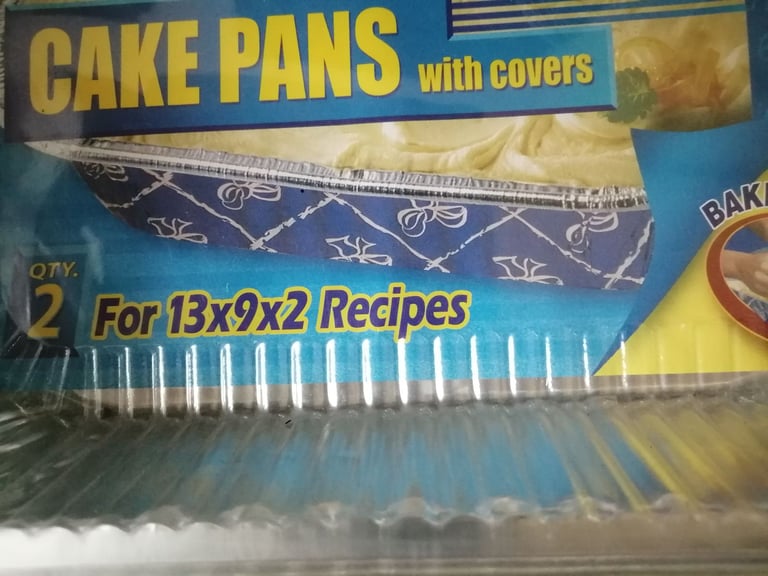 CAKE PANS with covers
QTY.
2
For 13x9x2 Recipes